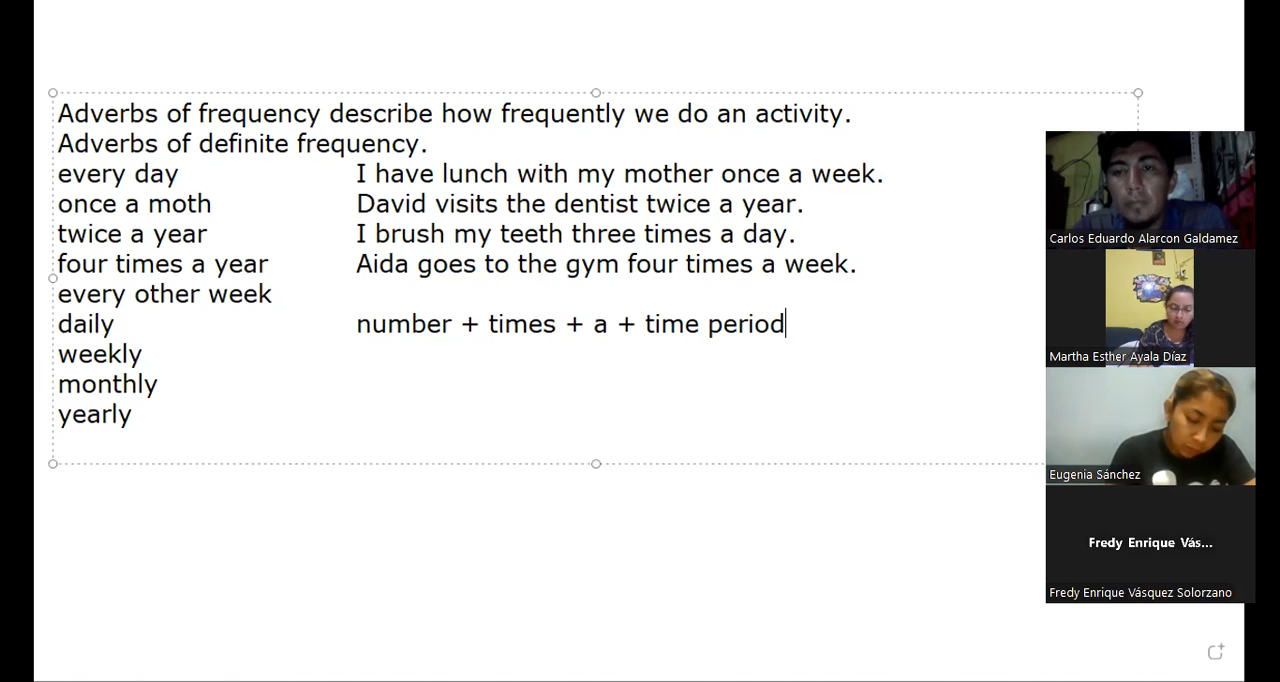 Adverbs of frequency describe how frequently we do an activity.
Adverbs of definite frequency.
every day I have lunch with my mother once a week.
once a moth David visits the dentist twice a year.
twice a year I brush my teeth three times a day.
four times a year Aida goes to the gym four times a week.
every other week
daily number + times + a + time period
weekly
monthly
yearly
Carlos Eduardo Alarcon Galdamez
Martha Esther Ayala Díaz
Eugenia Sánchez
Fredy Enrique Vás...
Fredy Enrique Vásquez Solorzano